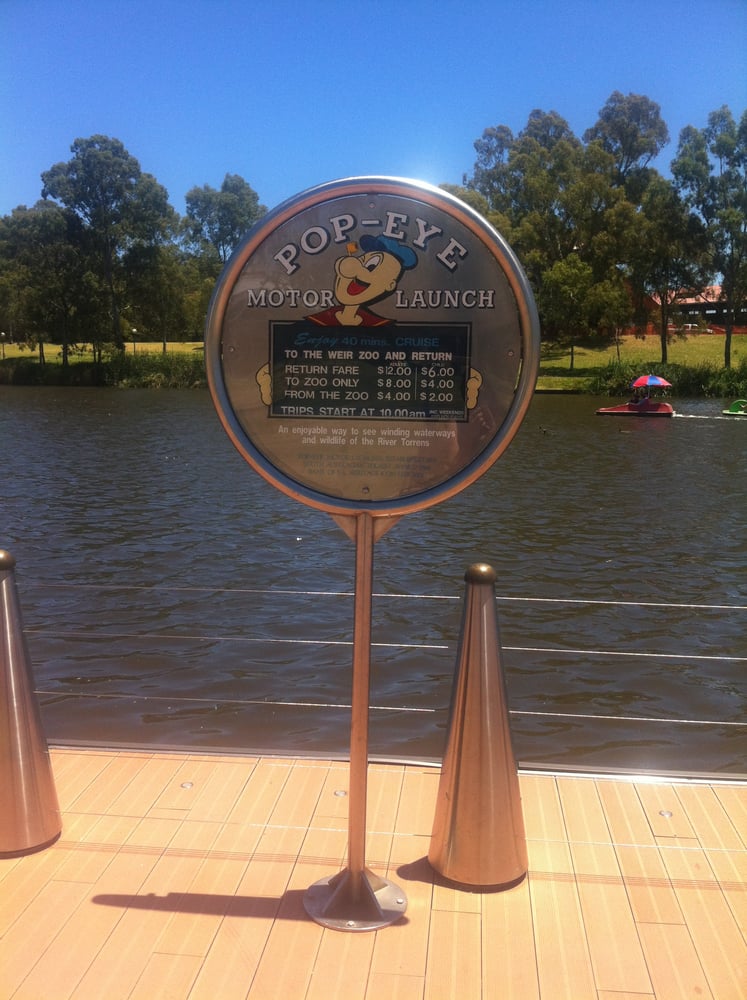 POP-EYE
MOTOR LAUNCH
Enjoy 40 mins. CRUISE
TO THE WEIR ZOO AND RETURN
RETURN FARE $12.00 $6.00
TO ZOO ONLY $8.00 $4.00
FROM THE ZOO $4.00 $2.00
TRIPS START AT 10.00am
An enjoyable way to see winding waterways
and wildlife of the River Torrens